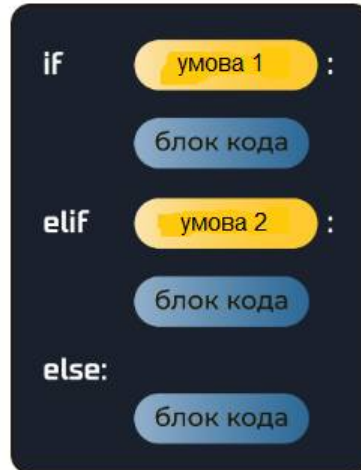 if умова 1 :
блок кода
elif умова 2 :
блок кода
else:
блок кода